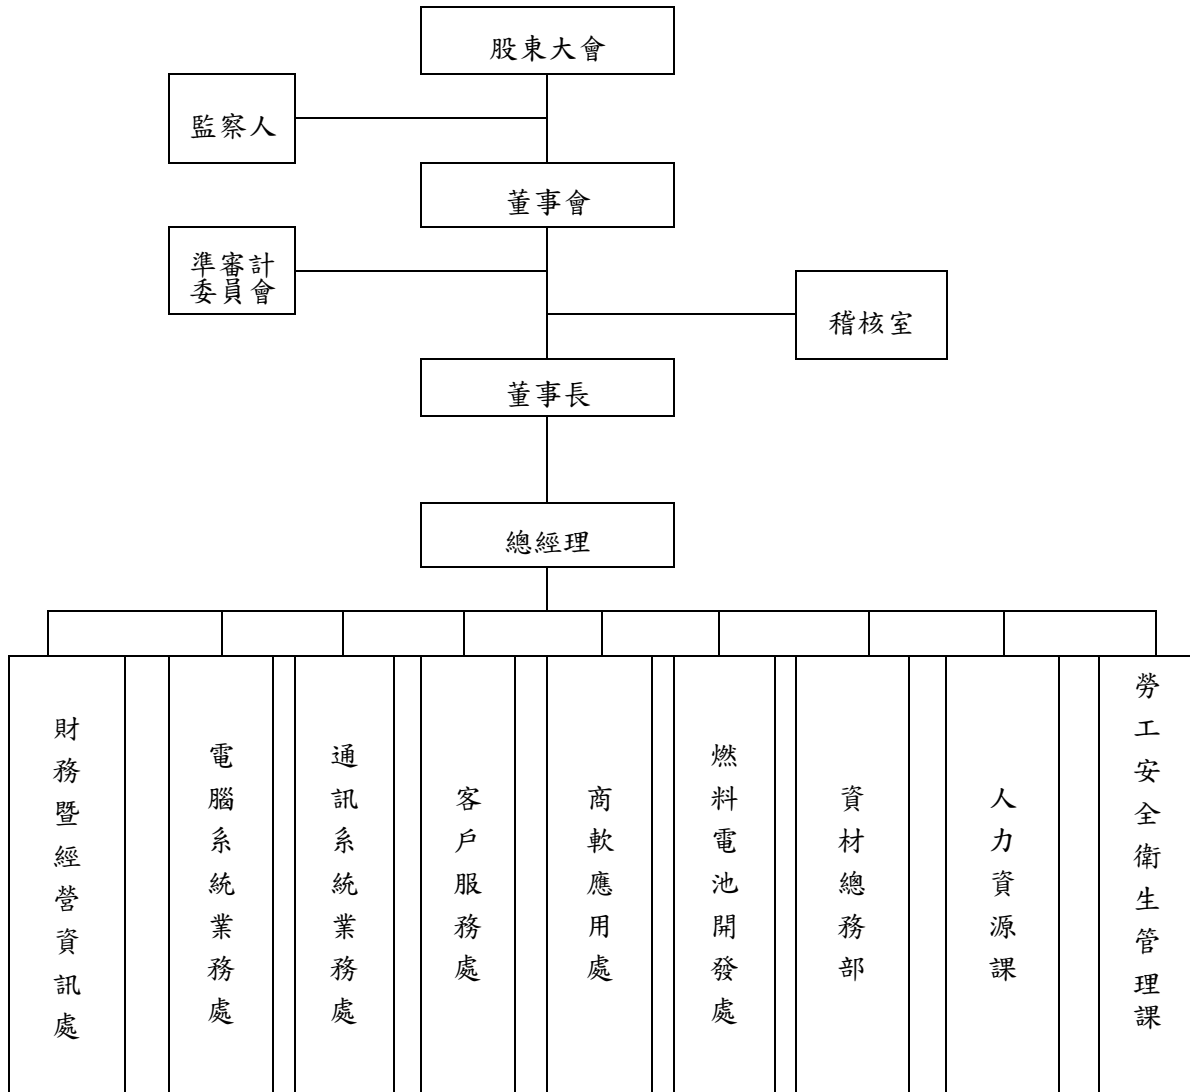 股東大會
監察人
董事會
準審計
委員會
稽核室
董事長
總經理
財務暨經營資訊處
電腦系統業務處
通訊系統業務處
客戶服務處
商軟應用處
燃料電池開發處
資材總務部
人力資源課
勞工安全衛生管理課